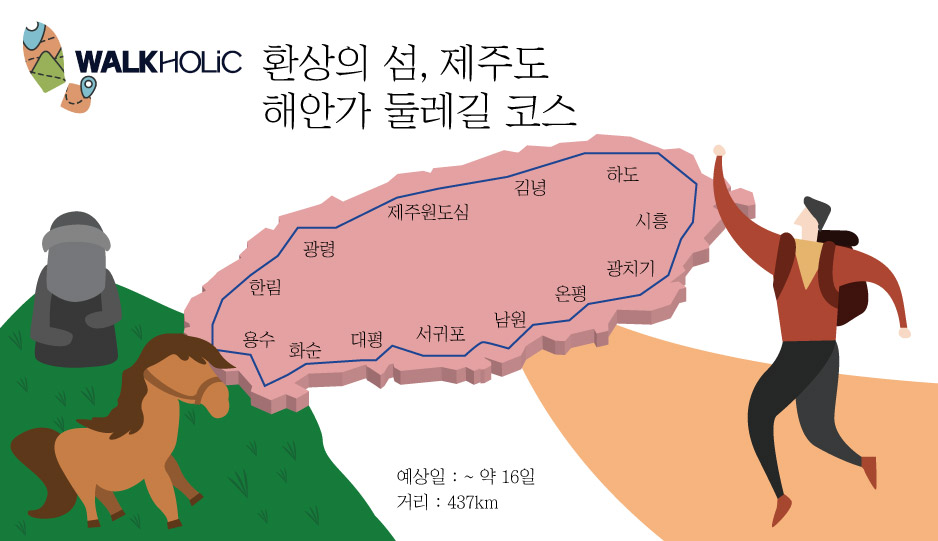 WALKHOLiC
환상의 섬, 제주도
해안가 둘레길 코스
하도
김녕
제주원도심
시흥
광령
광치기
한림
온평
남원
서귀포
대평
용수
화순
예상일 : ~ 약 16일
거리 : 437km